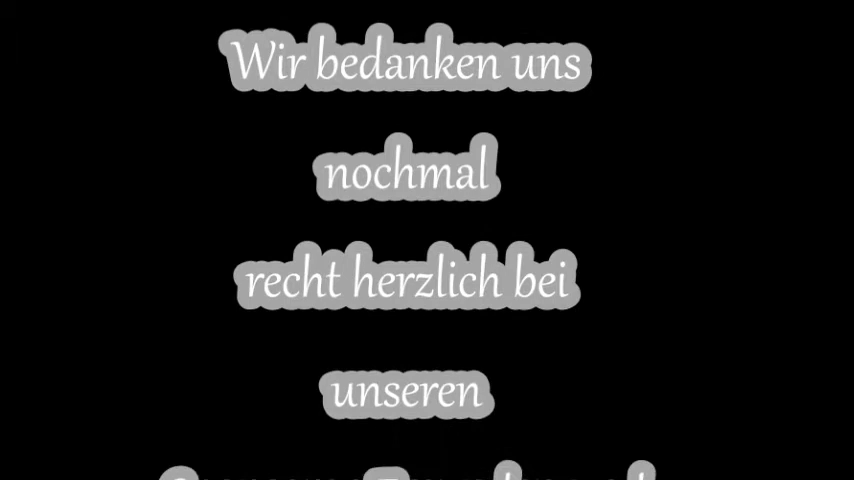 Wir bedanken uns
nochmal
recht herzlich bei
unseren